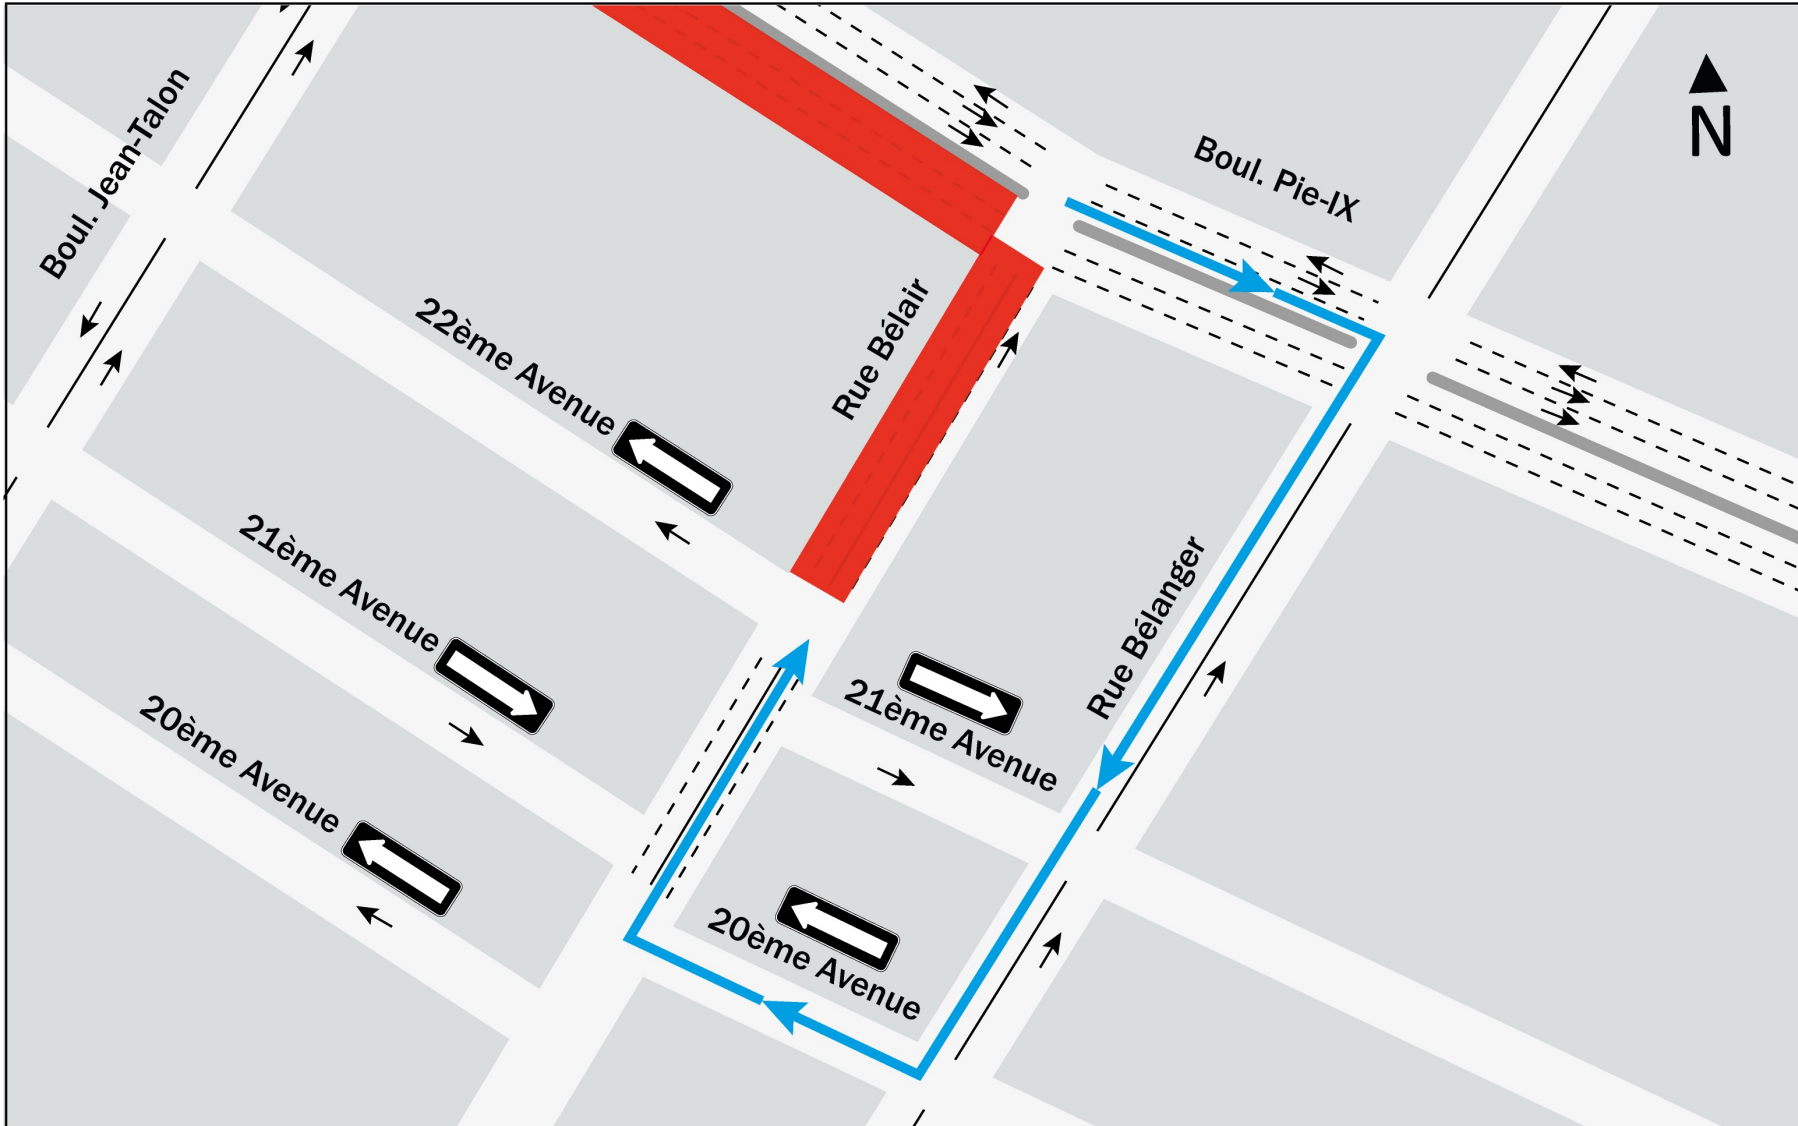 Boul. Jean-Talon
Boul. Pie-IX
N
22ème Avenue
Rue Bélair
21ème Avenue
Rue Bélanger
21ème Avenue
20ème Avenue
20ème Avenue